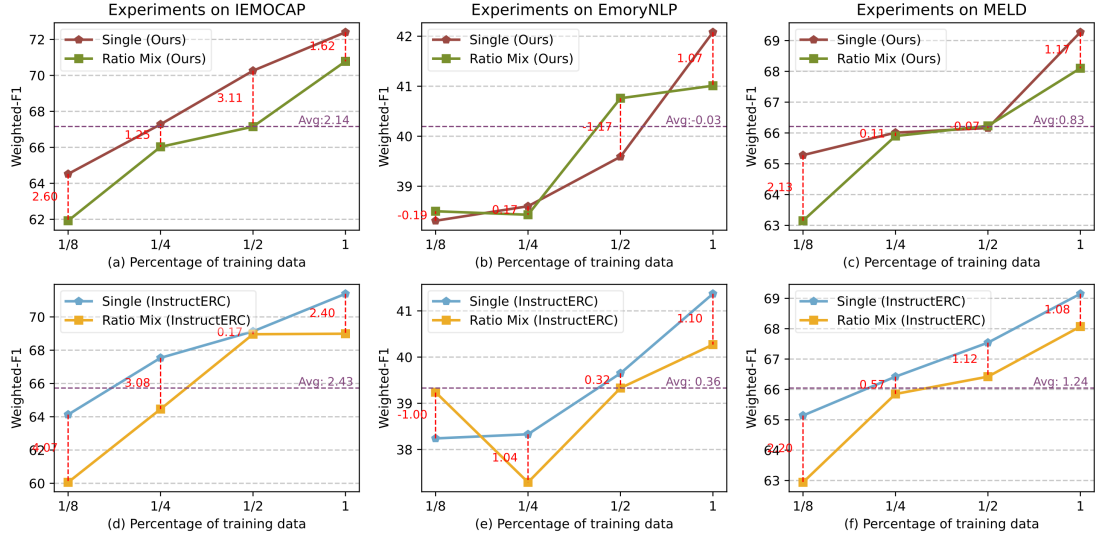 Experiments on IEMOCAP
Weighted-F1
72
70
68
66
64
62
Single (Ours)
Ratio Mix (Ours)
2.60
1.25
3.11
1.62
Avg:2.14
1/8
1/4
1/2
1
(a) Percentage of training data
Experiments on EmoryNLP
Weighted-F1
42
41
40
38
Single (Ours)
Ratio Mix (Ours)
-0.19
0.17
-1.17
1.07
Avg:-0.03
1/8
1/4
1/2
1
(b) Percentage of training data
Experiments on MELD
Weighted-F1
69
68
66
65
64
63
Single (Ours)
Ratio Mix (Ours)
2.13
0.11
-0.07
1.17
Avg:0.83
1/8
1/4
1/2
1
(c) Percentage of training data
Weighted-F1
70
68
66
64
62
60
Single (InstructERC)
Ratio Mix (InstructERC)
4.07
3.08
0.17
2.40
Avg: 2.43
1/8
1/4
1/2
1
(d) Percentage of training data
Weighted-F1
41
40
39
38
Single (InstructERC)
Ratio Mix (InstructERC)
-1.00
1.04
0.32
1.10
Avg: 0.36
1/8
1/4
1/2
1
(e) Percentage of training data
Weighted-F1
69
68
67
66
65
64
63
Single (InstructERC)
Ratio Mix (InstructERC)
2.20
0.57
1.12
1.08
Avg: 1.24
1/8
1/4
1/2
1
(f) Percentage of training data